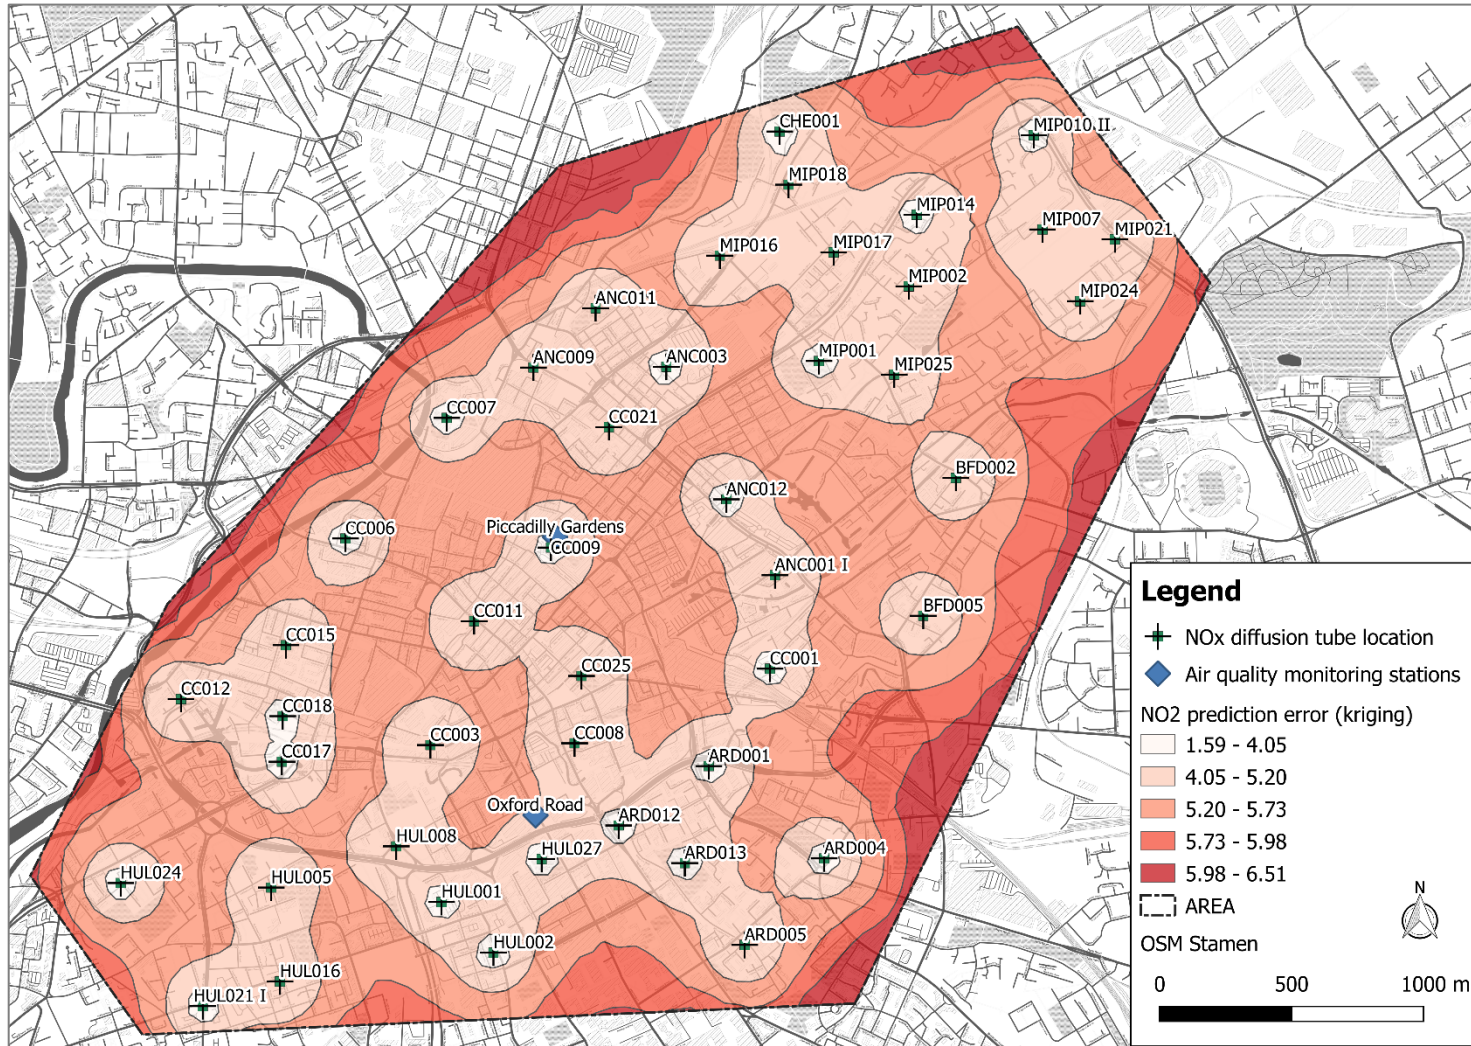 CHE001
MIP010 II
MIP018
MIP014
MIP007
MIP021
MIP016
MIP017
MIP002
MIP024
ANC011
ANC009
ANC003
MIP001
MIP025
CC007
CC021
BFD002
ANC012
CC006
Piccadilly Gardens
CC009
ANC001 I
CC011
BFD005
CC015
CC025
CC001
CC012
CC018
CC003
CC008
CC017
ARD001
Oxford Road
ARD012
HUL008
HUL027
ARD013
ARD004
HUL024
HUL005
HUL001
HUL002
ARD005
HUL016
HUL021 I
Legend
NOx diffusion tube location
Air quality monitoring stations
NO2 prediction error (kriging)
1.59 - 4.05
4.05 - 5.20
5.20 - 5.73
5.73 - 5.98
5.98 - 6.51
AREA
OSM Stamen
N
0 500 1000 m